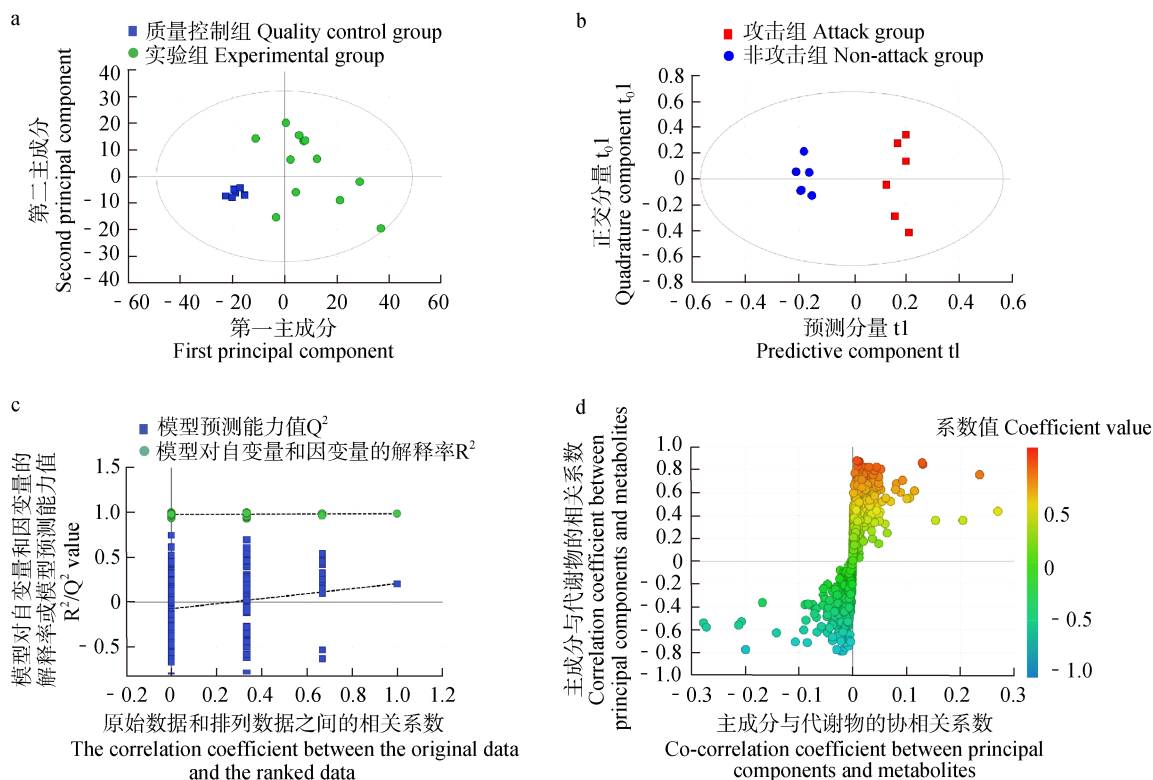 a
质量控制组 Quality control group
实验组 Experimental group
第二主成分
Second principal component
40
30
20
10
0
- 10
- 20
- 30
- 40
- 60
- 40
- 20
0
20
40
60
第一主成分
First principal component
b
攻击组 Attack group
非攻击组 Non-attack group
正交分量 t₀1
Quadrature component t₀1
0.8
0.6
0.4
0.2
0
- 0.2
- 0.4
- 0.6
- 0.8
- 0.6
- 0.4
- 0.2
0
0.2
0.4
0.6
预测分量 t1
Predictive component tl
c
模型预测能力值Q²
模型对自变量和因变量的解释率R²
模型对自变量和因变量的
解释率或模型预测能力值
R²/Q² value
1.5
1.0
0.5
0
- 0.5
- 0.2
0
0.2
0.4
0.6
0.8
1.0
1.2
原始数据和排列数据之间的相关系数
The correlation coefficient between the original data
and the ranked data
d
系数值 Coefficient value
主成分与代谢物的相关系数
Correlation coefficient between
principal components and metabolites
1.0
0.8
0.6
0.4
0.2
0
- 0.2
- 0.4
- 0.6
- 0.8
1.0
- 0.3
- 0.2
- 0.1
0
0.1
0.2
0.3
0.5
0
- 0.5
- 1.0
主成分与代谢物的协相关系数
Co-correlation coefficient between principal
components and metabolites